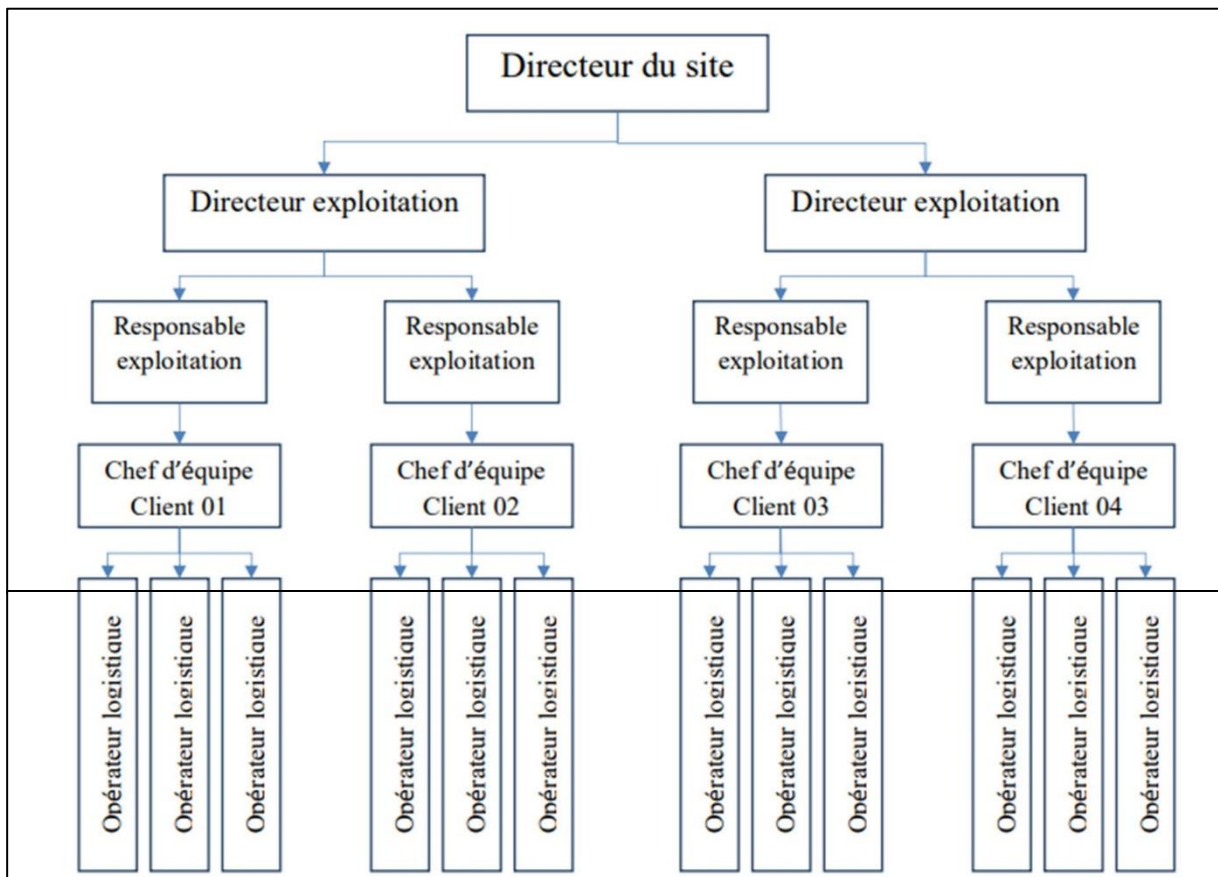 Directeur du site
Directeur exploitation
Directeur exploitation
Responsable
exploitation
Responsable
exploitation
Responsable
exploitation
Responsable
exploitation
Chef d'équipe
Client 01
Chef d'équipe
Client 02
Chef d'équipe
Client 03
Chef d'équipe
Client 04
Opérateur logistique
Opérateur logistique
Opérateur logistique
Opérateur logistique
Opérateur logistique
Opérateur logistique
Opérateur logistique
Opérateur logistique
Opérateur logistique
Opérateur logistique
Opérateur logistique
Opérateur logistique